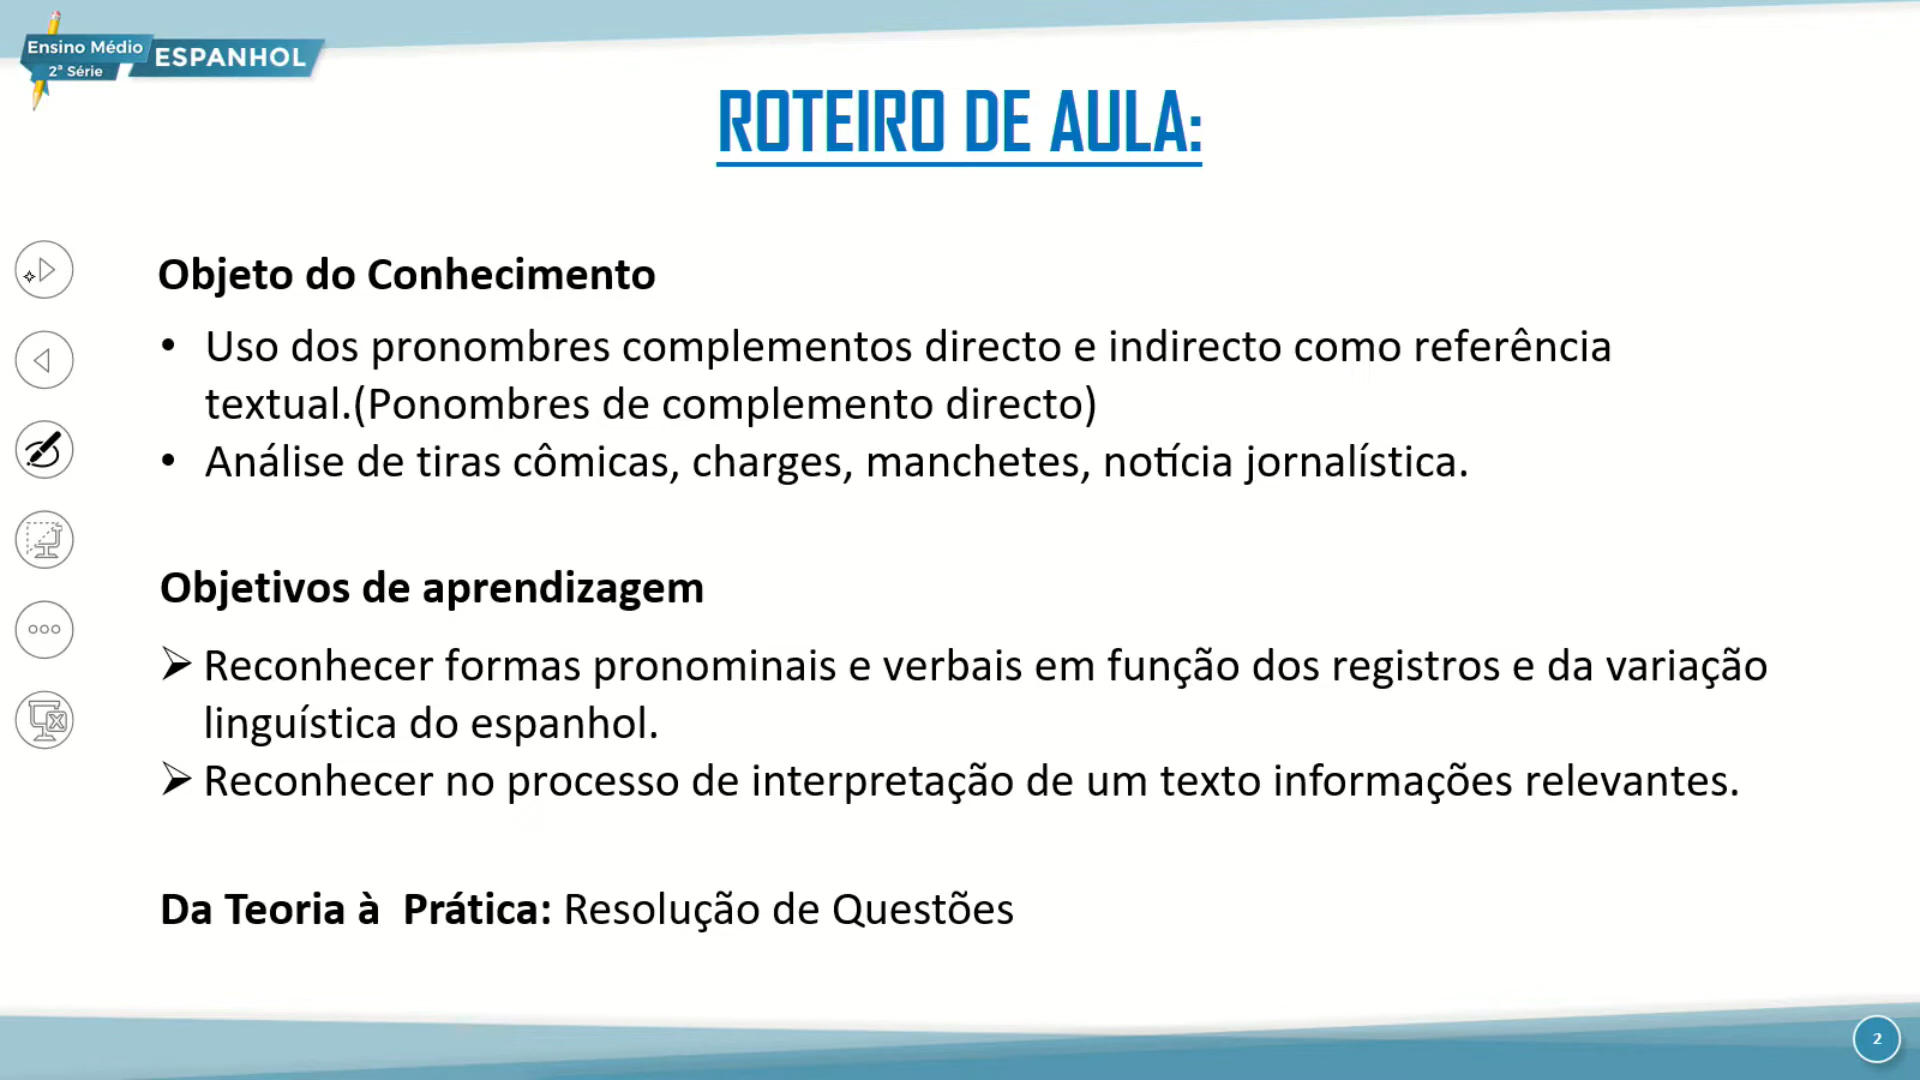 Ensino Médio
2ª Série
ESPANHOL
ROTEIRO DE AULA:
Objeto do Conhecimento
• Uso dos pronombres complementos directo e indirecto como referência
textual.(Ponombres de complemento directo)
• Análise de tiras cômicas, charges, manchetes, notícia jornalística.
Objetivos de aprendizagem
➢ Reconhecer formas pronominais e verbais em função dos registros e da variação
linguística do espanhol.
➢ Reconhecer no processo de interpretação de um texto informações relevantes.
Da Teoria à  Prática: Resolução de Questões
2